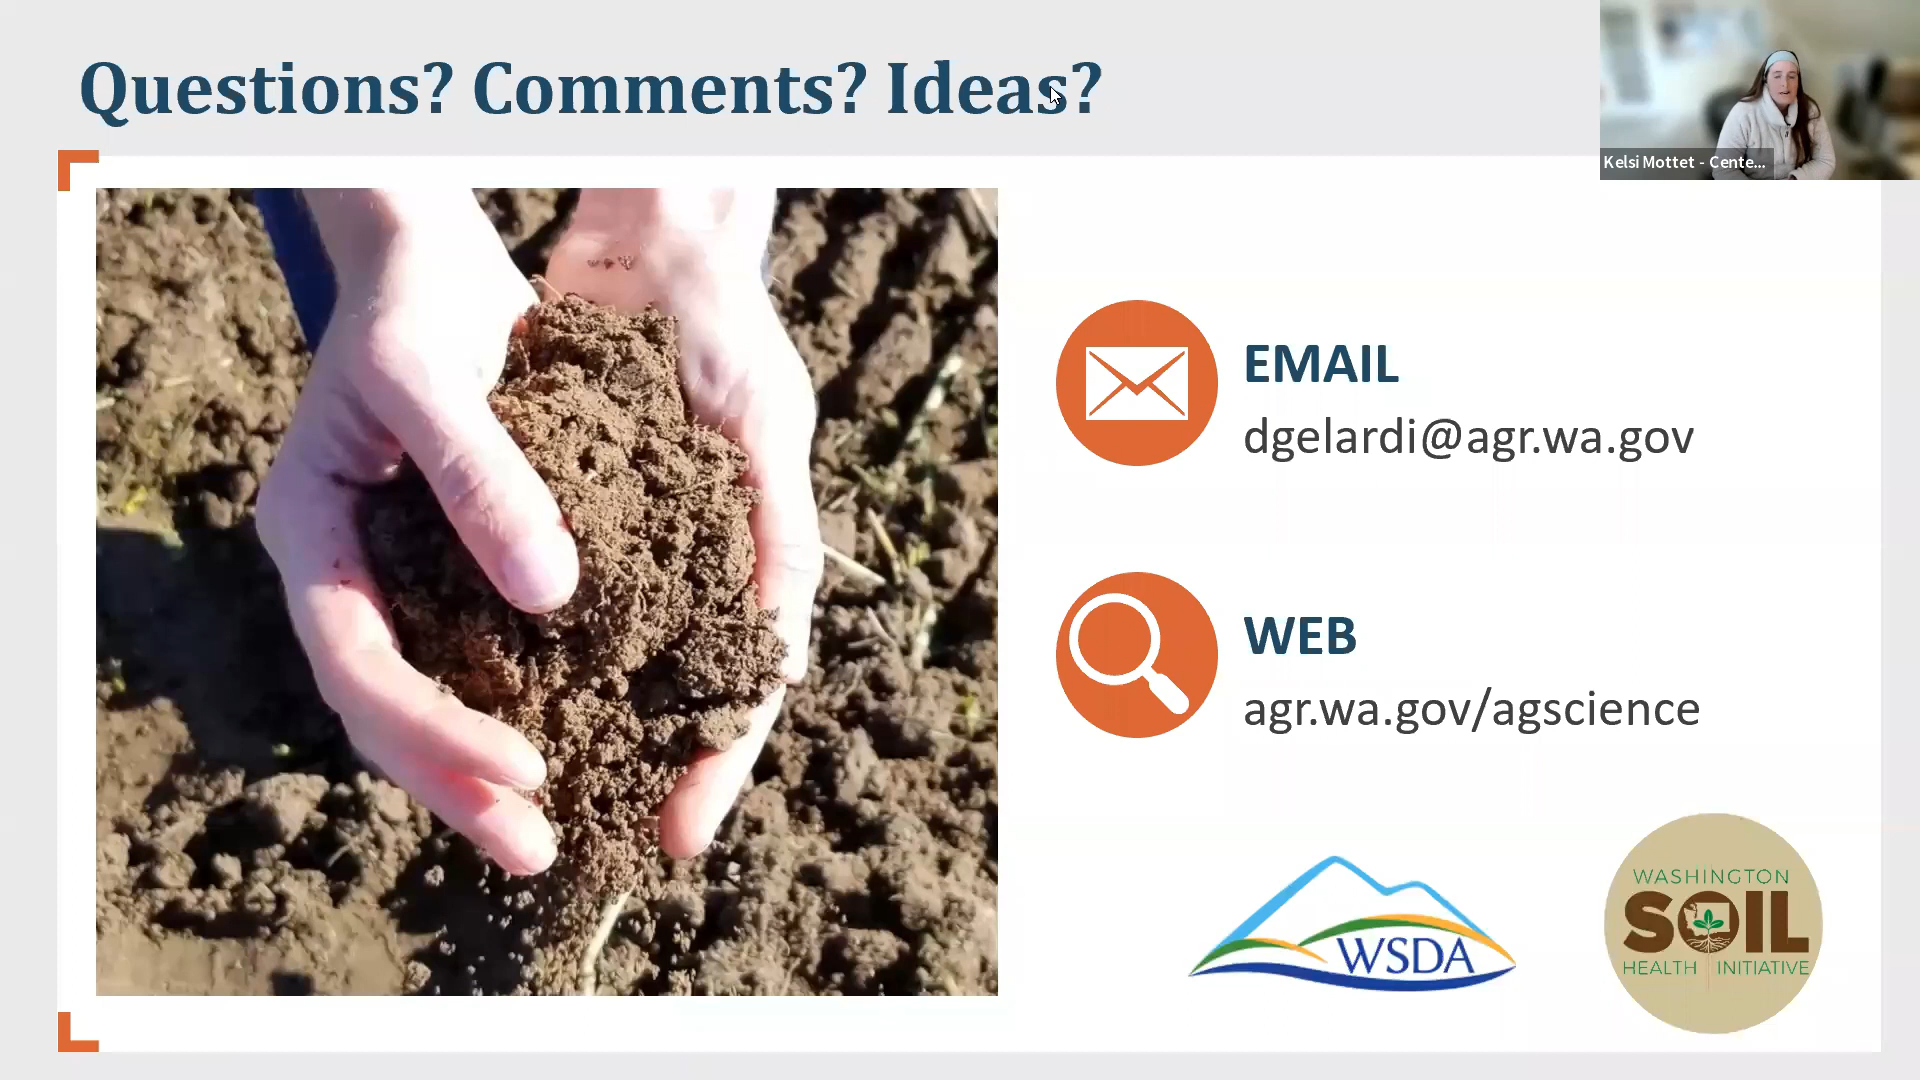 Questions? Comments? Ideas?
Kelsi Mottet - Cente...
EMAIL
dgelardi@agr.wa.gov
WEB
agr.wa.gov/agscience
WSDA
WASHINGTON
SOIL
HEALTH INITIATIVE